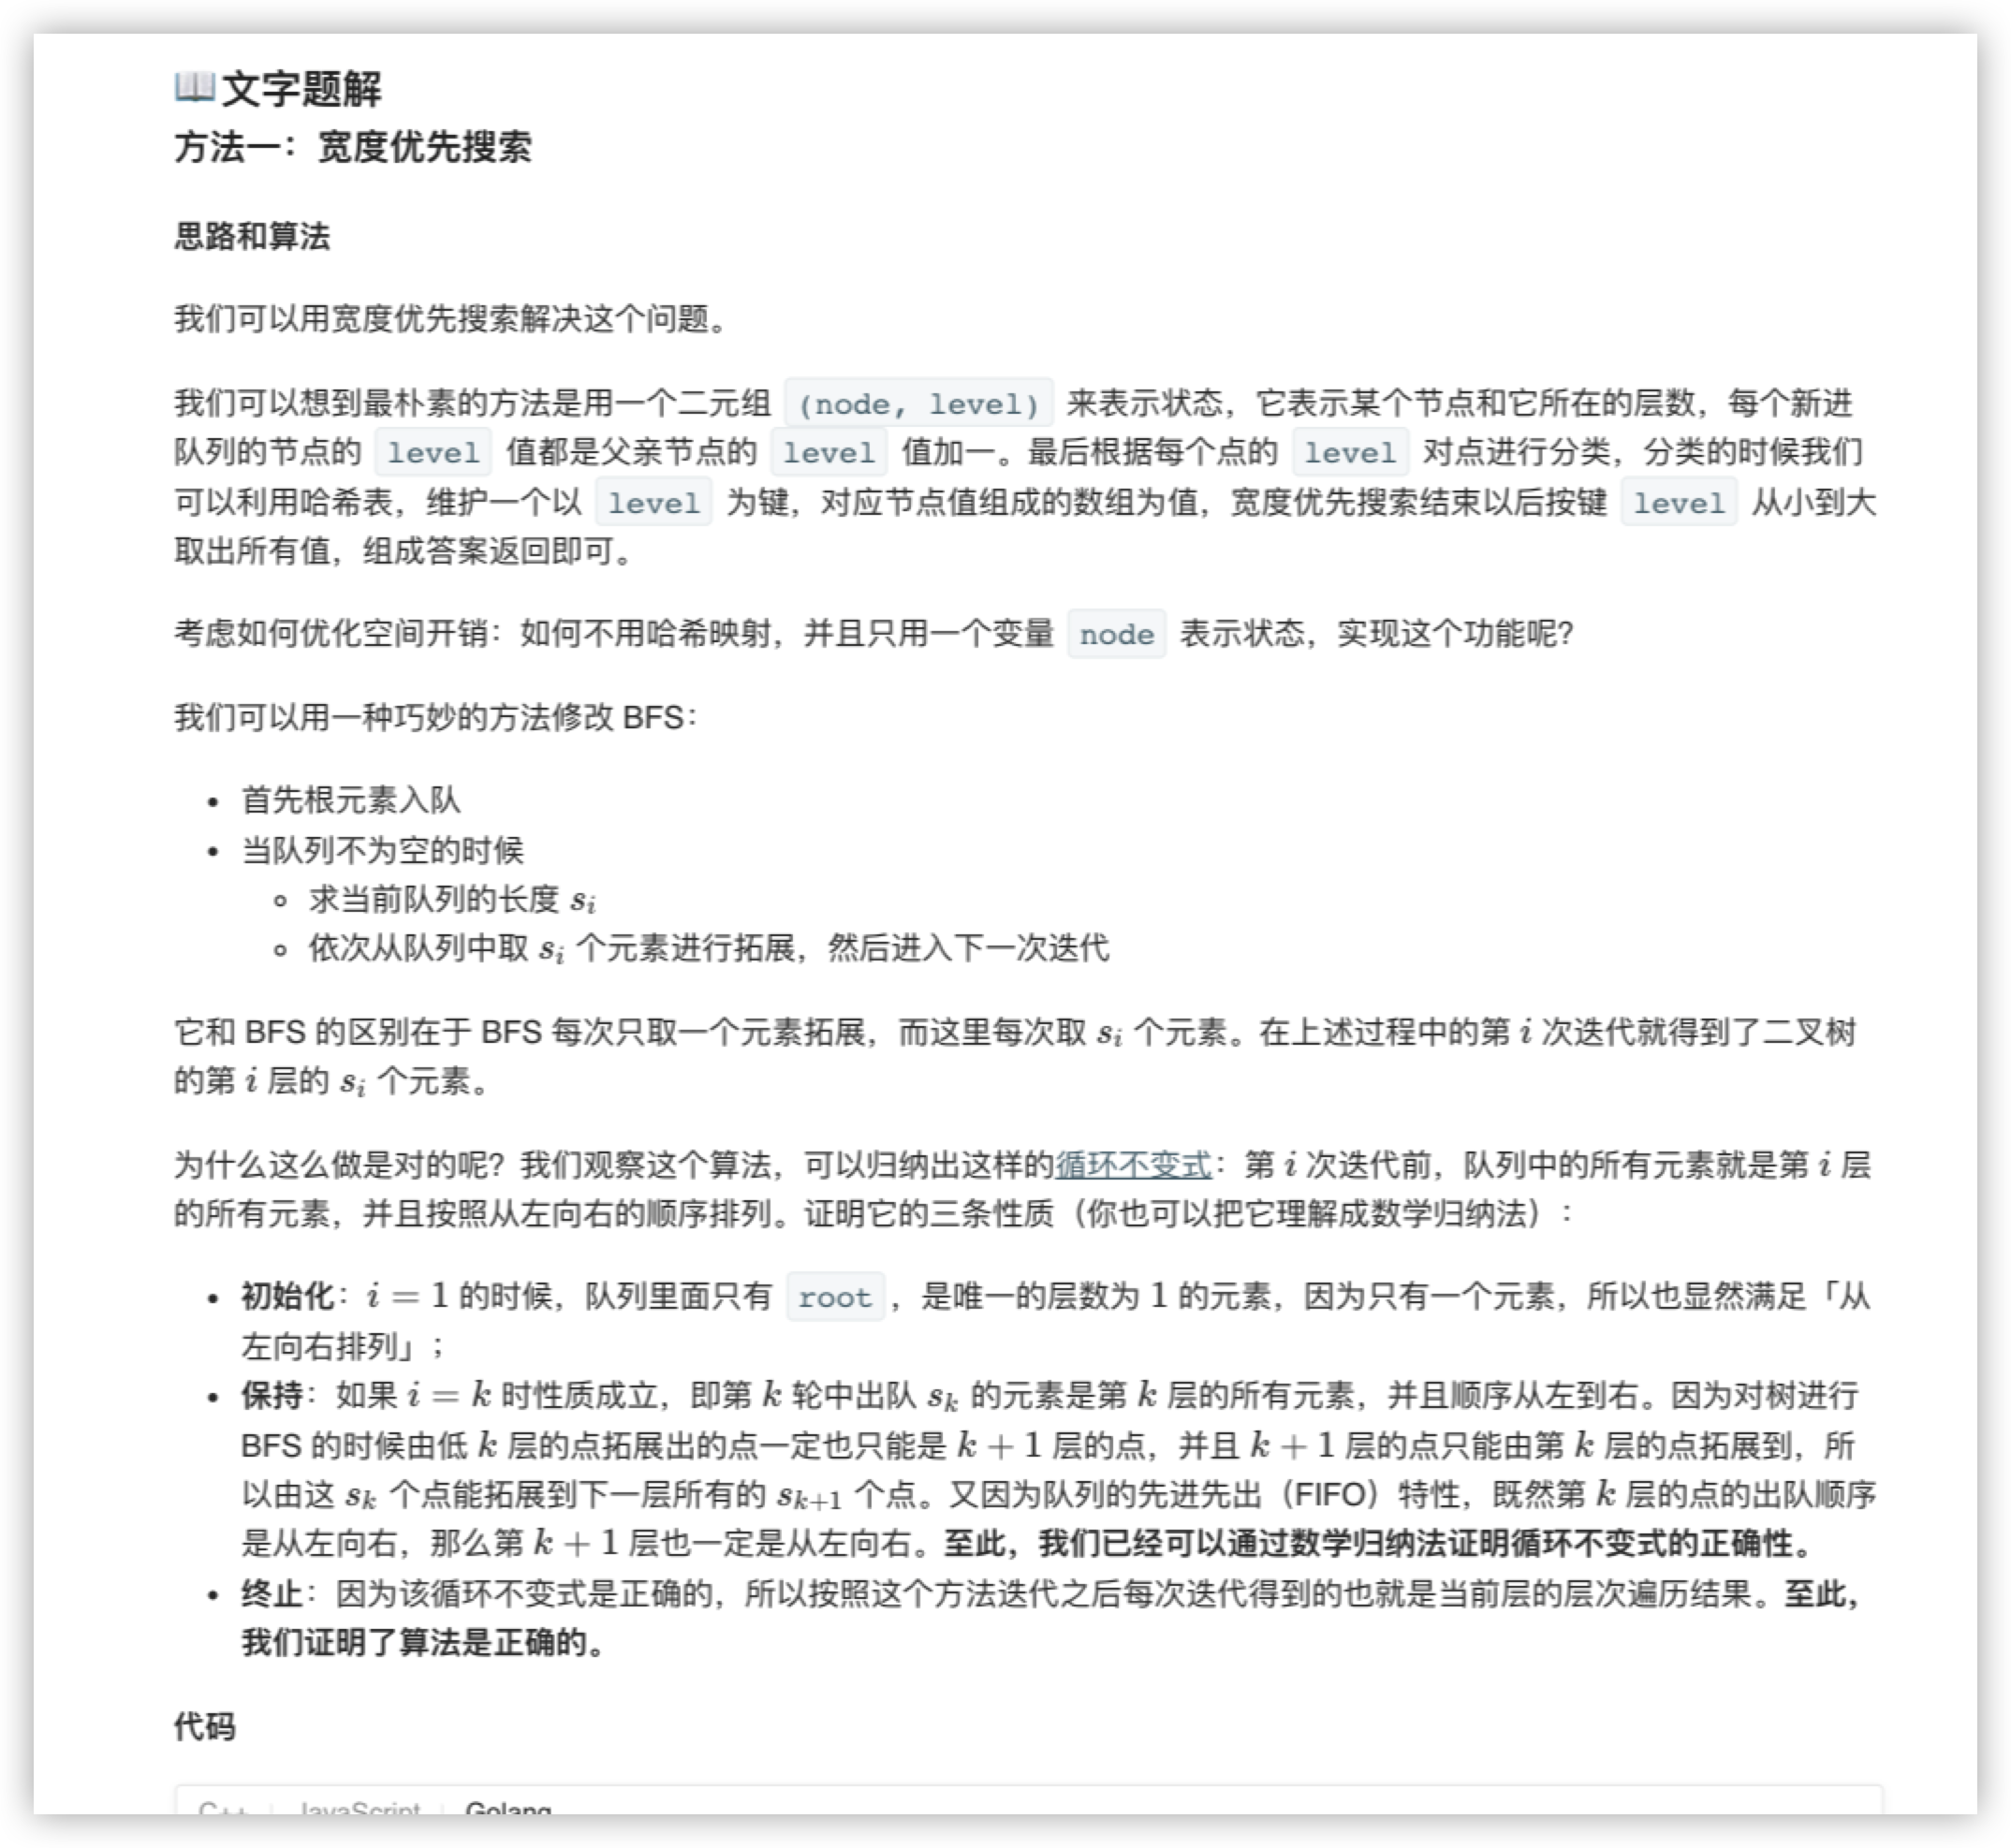 📖文字题解
方法一：宽度优先搜索
思路和算法
我们可以用宽度优先搜索解决这个问题。
我们可以想到最朴素的方法是用一个二元组 (node, level) 来表示状态，它表示某个节点和它所在的层数，每个新进
队列的节点的 level 值都是父亲节点的 level 值加一。最后根据每个点的 level 对点进行分类，分类的时候我们
可以利用哈希表，维护一个以 level 为键，对应节点值组成的数组为值，宽度优先搜索结束以后按键 level 从小到大
取出所有值，组成答案返回即可。
考虑如何优化空间开销：如何不用哈希映射，并且只用一个变量 node 表示状态，实现这个功能呢？
我们可以用一种巧妙的方法修改 BFS：
• 首先根元素入队
• 当队列不为空的时候
◦ 求当前队列的长度 s_i
◦ 依次从队列中取 s_i 个元素进行拓展，然后进入下一次迭代
它和 BFS 的区别在于 BFS 每次只取一个元素拓展，而这里每次取 s_i 个元素。在上述过程中的第 i 次迭代就得到了二叉树
的第 i 层的 s_i 个元素。
为什么这么做是对的呢？我们观察这个算法，可以归纳出这样的循环不变式：第 i 次迭代前，队列中的所有元素就是第 i 层
的所有元素，并且按照从左向右的顺序排列。证明它的三条性质（你也可以把它理解成数学归纳法）：
• 初始化：i = 1 的时候，队列里面只有 root ，是唯一的层数为 1 的元素，因为只有一个元素，所以也显然满足「从
左向右排列」；
• 保持：如果 i = k 时性质成立，即第 k 轮中出队 s_k 的元素是第 k 层的所有元素，并且顺序从左到右。因为对树进行
BFS 的时候由低 k 层的点拓展出的点一定也只能是 k + 1 层的点，并且 k + 1 层的点只能由第 k 层的点拓展到，所
以由这 s_k 个点能拓展到下一层所有的 s_{k+1} 个点。又因为队列的先进先出（FIFO）特性，既然第 k 层的点的出队顺序
是从左向右，那么第 k + 1 层也一定是从左向右。至此，我们已经可以通过数学归纳法证明循环不变式的正确性。
• 终止：因为该循环不变式是正确的，所以按照这个方法迭代之后每次迭代得到的也就是当前层的层次遍历结果。至此，
我们证明了算法是正确的。
代码
C++ | JavaScript | Golang